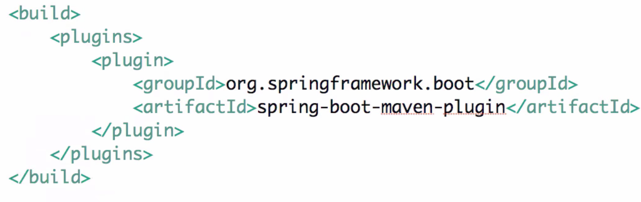 <build>
<plugins>
<plugin>
<groupId>org.springframework.boot</groupId>
<artifactId>spring-boot-maven-plugin</artifactId>
</plugin>
</plugins>
</build>